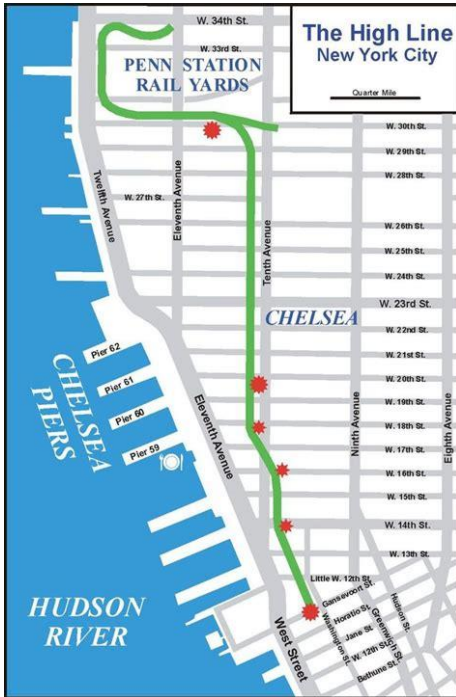 The High Line
New York City
Quarter Mile
W. 34th St.
W. 33rd St.
PENN STATION
RAIL YARDS
W. 30th St.
W. 29th St.
W. 28th St.
W. 27th St.
Twelfth Avenue
Eleventh Avenue
Tenth Avenue
W. 26th St.
W. 25th St.
W. 24th St.
W. 23rd St.
CHELSEA
W. 22nd St.
W. 21st St.
Pier 62
Pier 61
Pier 60
Pier 59
CHELSEA
PIERS
W. 20th St.
W. 19th St.
W. 18th St.
W. 17th St.
W. 16th St.
W. 15th St.
W. 14th St.
W. 13th St.
Eleventh Avenue
Ninth Avenue
Eighth Avenue
Little W. 12th St.
Gansevoort St.
Horatio St.
Jane St.
W. 12th St.
Bethune St.
Washington St.
Greenwich St.
Hudson St.
West Street
HUDSON
RIVER